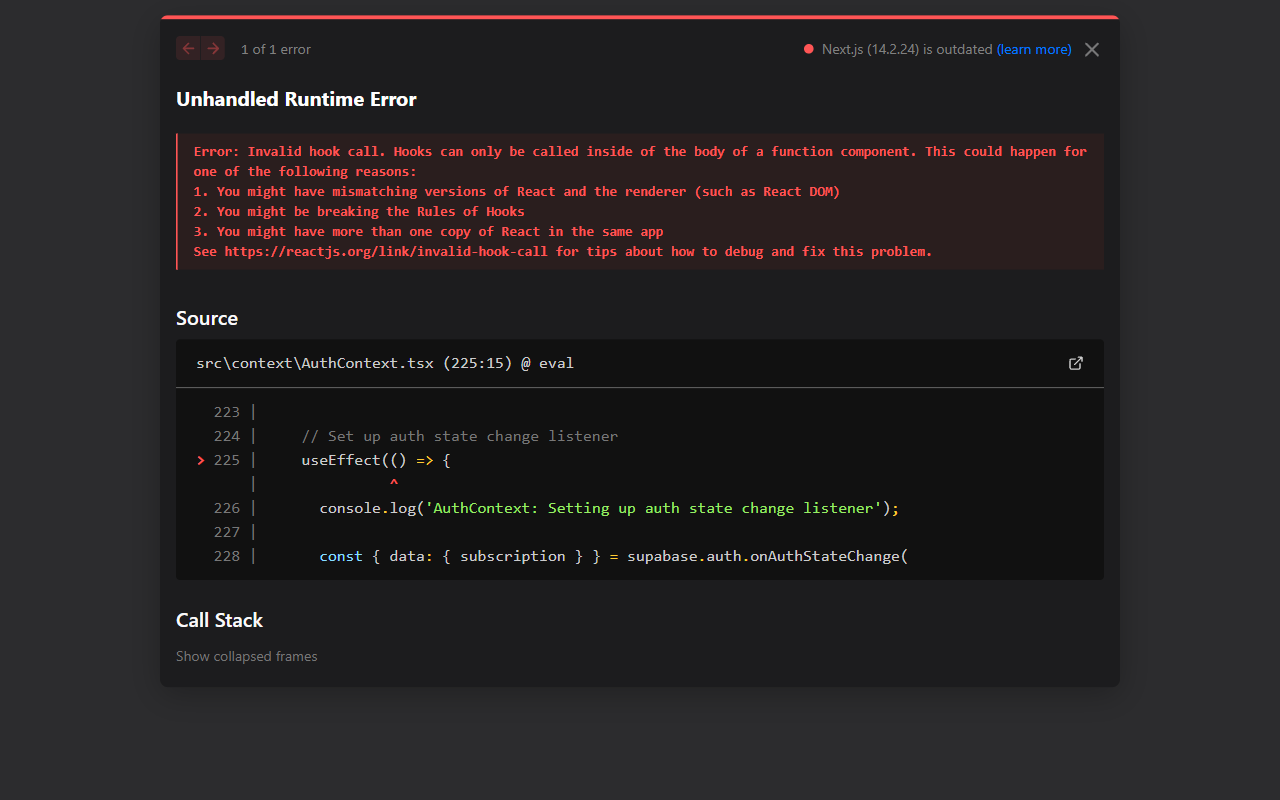 1 of 1 error
Next.js (14.2.24) is outdated (learn more)
Unhandled Runtime Error
Error: Invalid hook call. Hooks can only be called inside of the body of a function component. This could happen for
one of the following reasons:
1. You might have mismatching versions of React and the renderer (such as React DOM)
2. You might be breaking the Rules of Hooks
3. You might have more than one copy of React in the same app
See https://reactjs.org/link/invalid-hook-call for tips about how to debug and fix this problem.
Source
src\context\AuthContext.tsx (225:15) @ eval
223 |
224 |     // Set up auth state change listener
> 225 |     useEffect(() => {
|               ^
226 |       console.log('AuthContext: Setting up auth state change listener');
227 |
228 |       const { data: { subscription } } = supabase.auth.onAuthStateChange(
Call Stack
Show collapsed frames